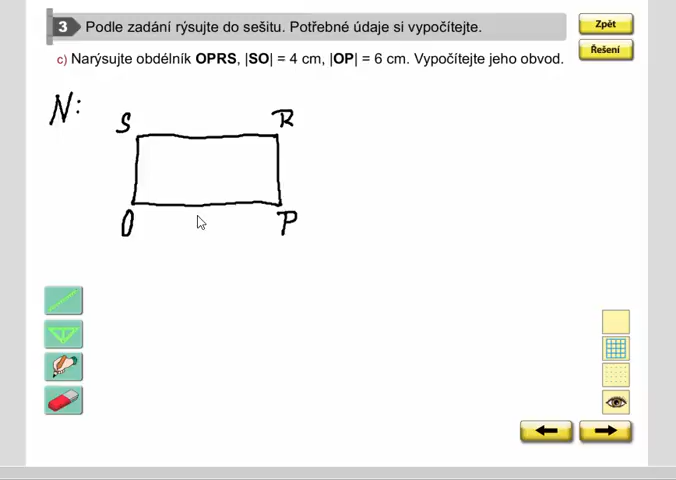 3 Podle zadání rýsujte do sešitu. Potřebné údaje si vypočítejte.
Zpět
Řešení
c) Narýsujte obdélník OPRS, |SO| = 4 cm, |OP| = 6 cm. Vypočítejte jeho obvod.
N:
S R
O P